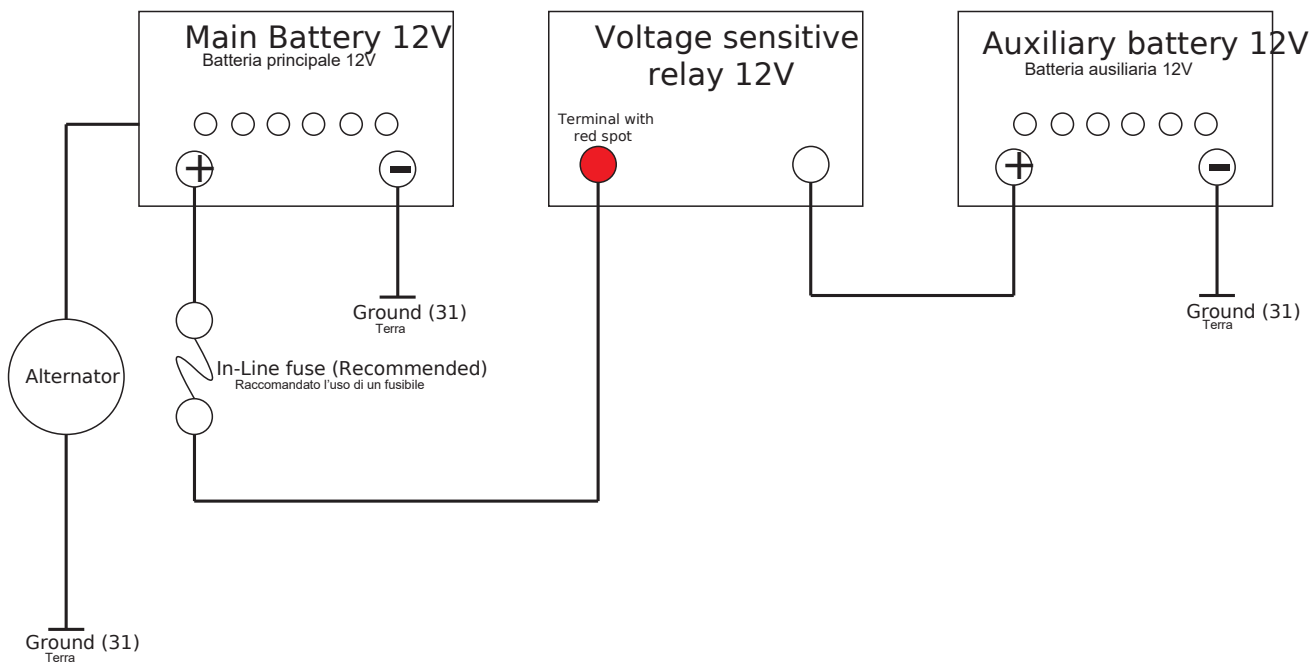 Main Battery 12V
Batteria principale 12V
Voltage sensitive
relay 12V
Terminal with
red spot
Auxiliary battery 12V
Batteria ausiliaria 12V
+
-
+
-
Ground (31)
Terra
Ground (31)
Terra
Alternator
In-Line fuse (Recommended)
Raccomandato l'uso di un fusibile
Ground (31)
Terra